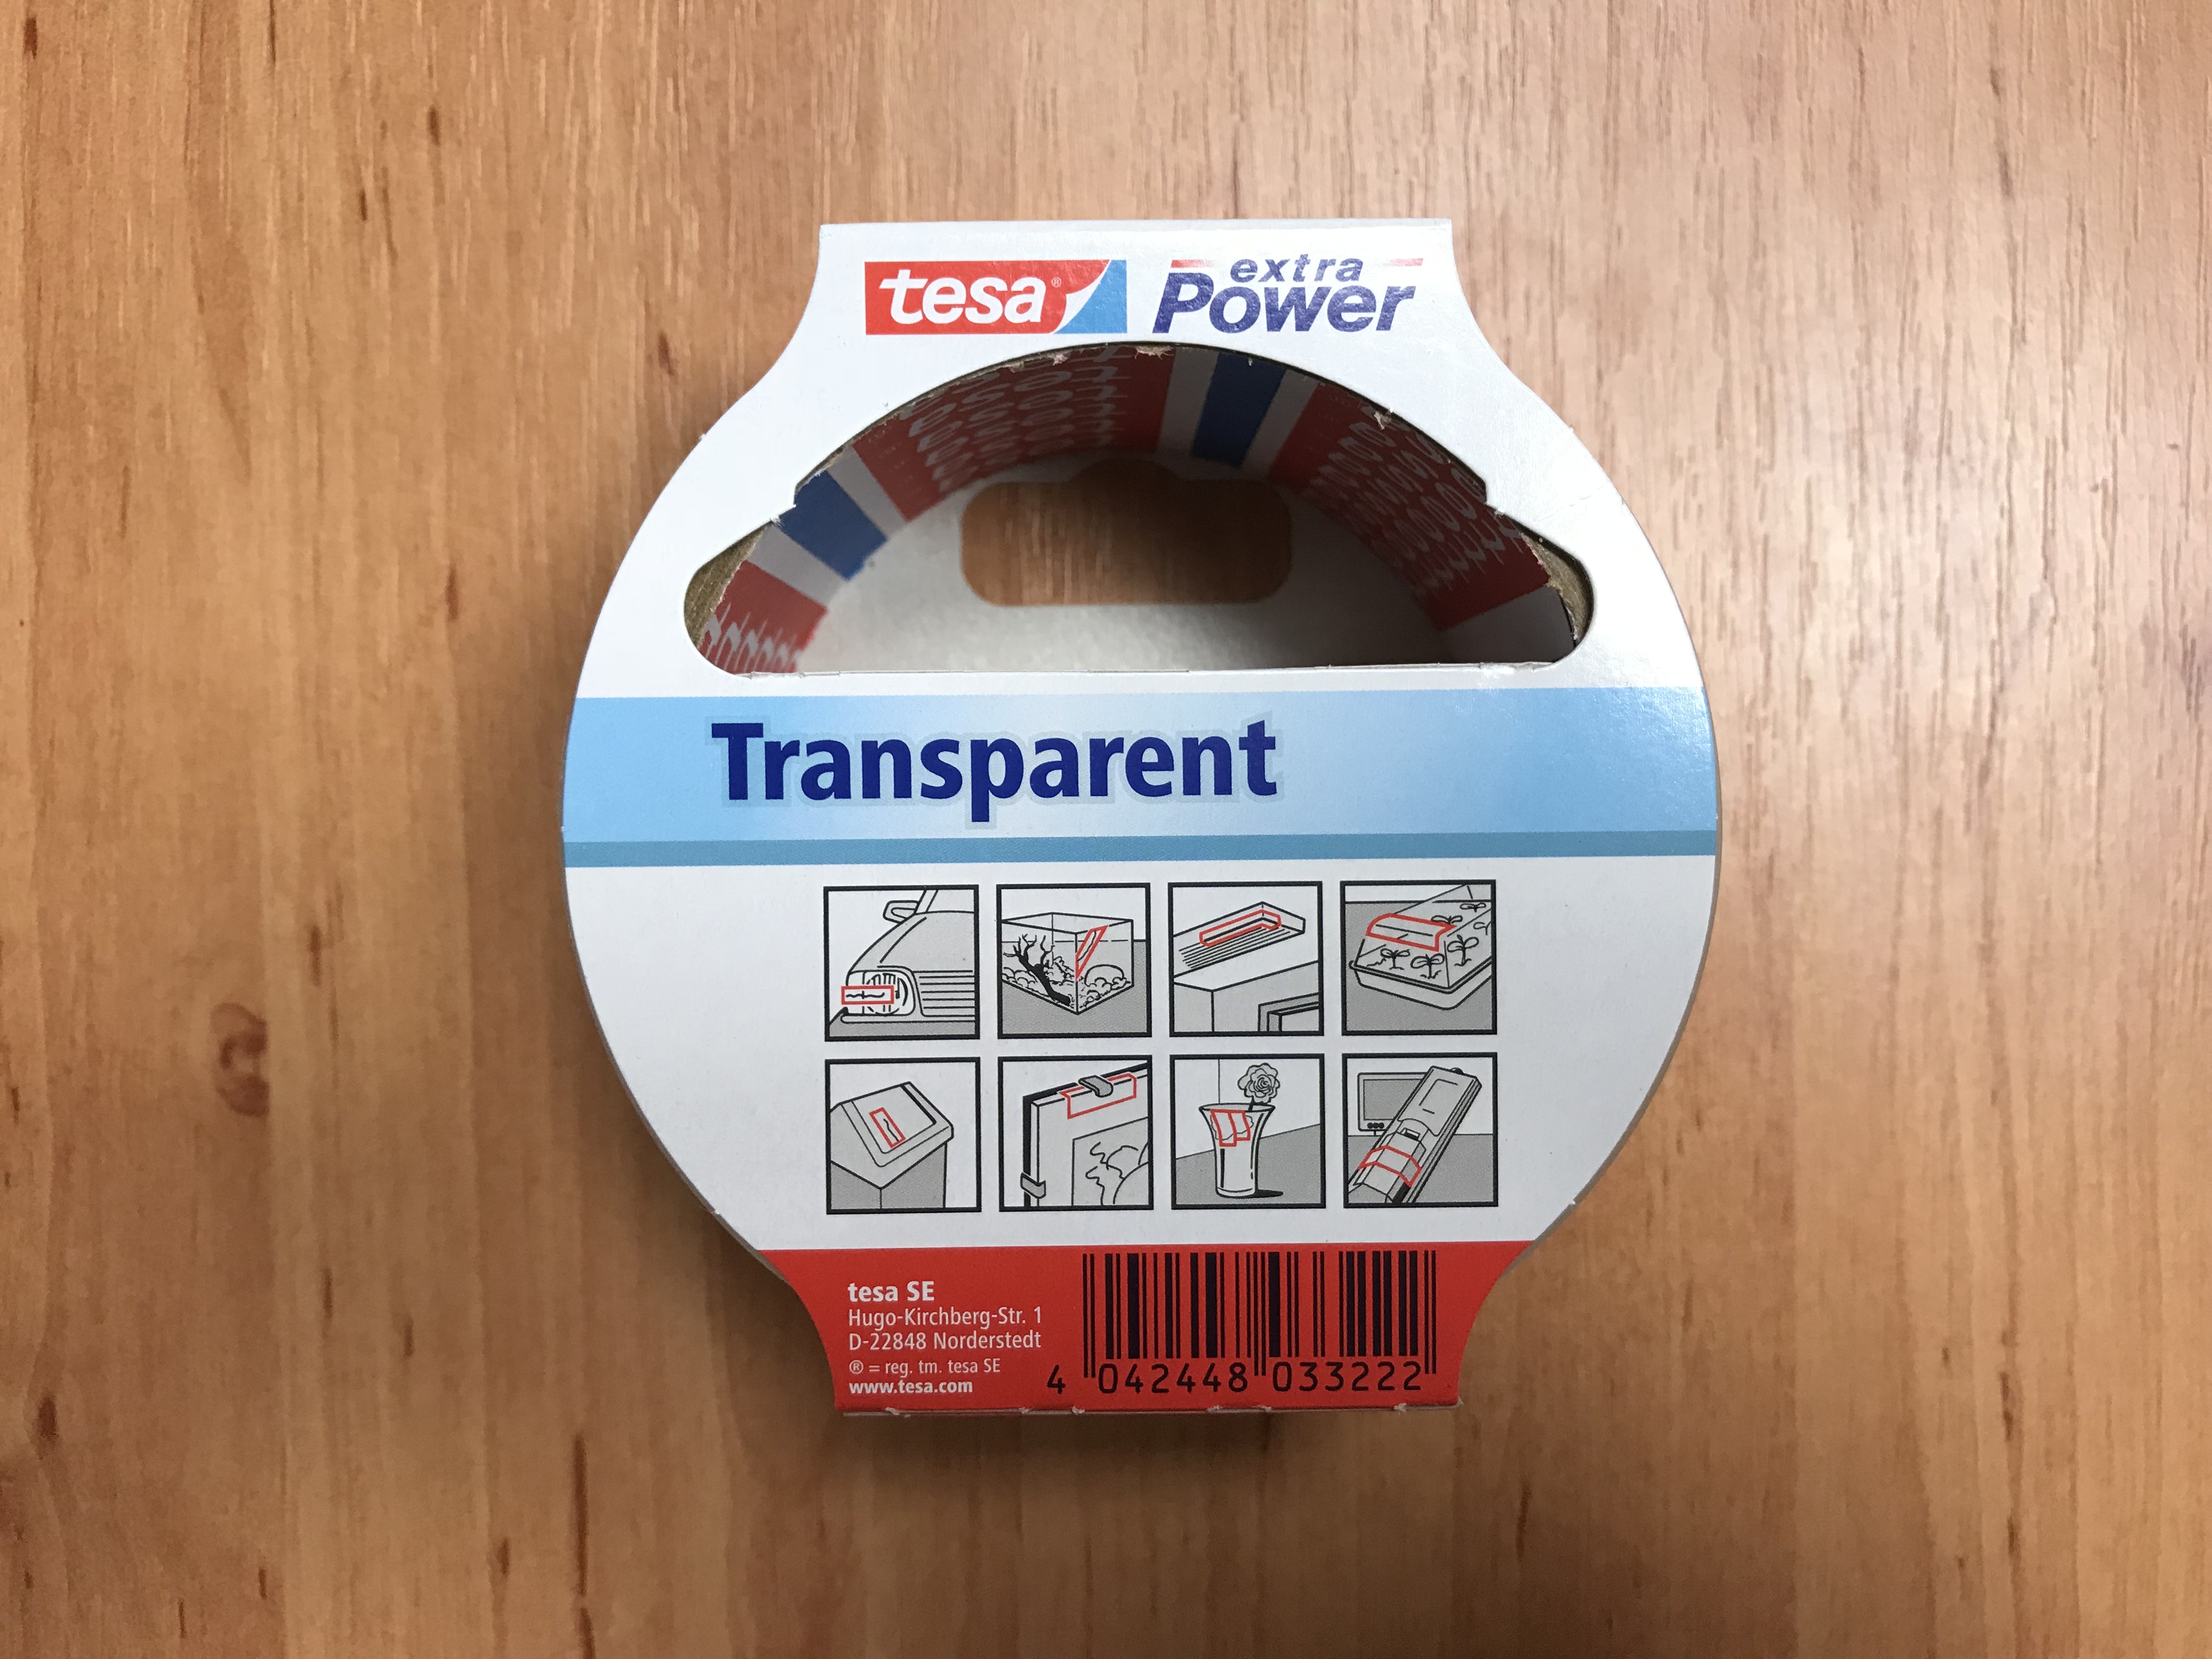 tesa®
extra
Power
Transparent
tesa SE
Hugo-Kirchberg-Str. 1
D-22848 Norderstedt
® = reg. tm. tesa SE
www.tesa.com
4 042448 033222